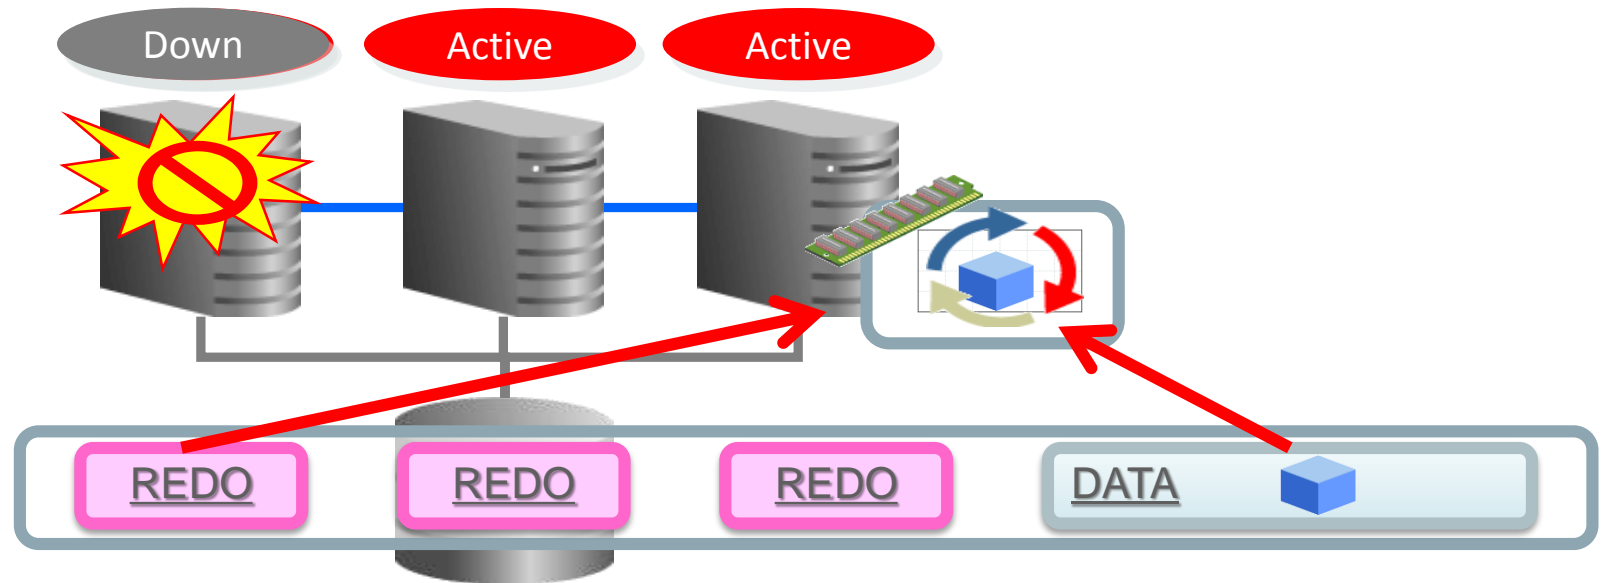 Down
Active
Active
REDO
REDO
REDO
DATA